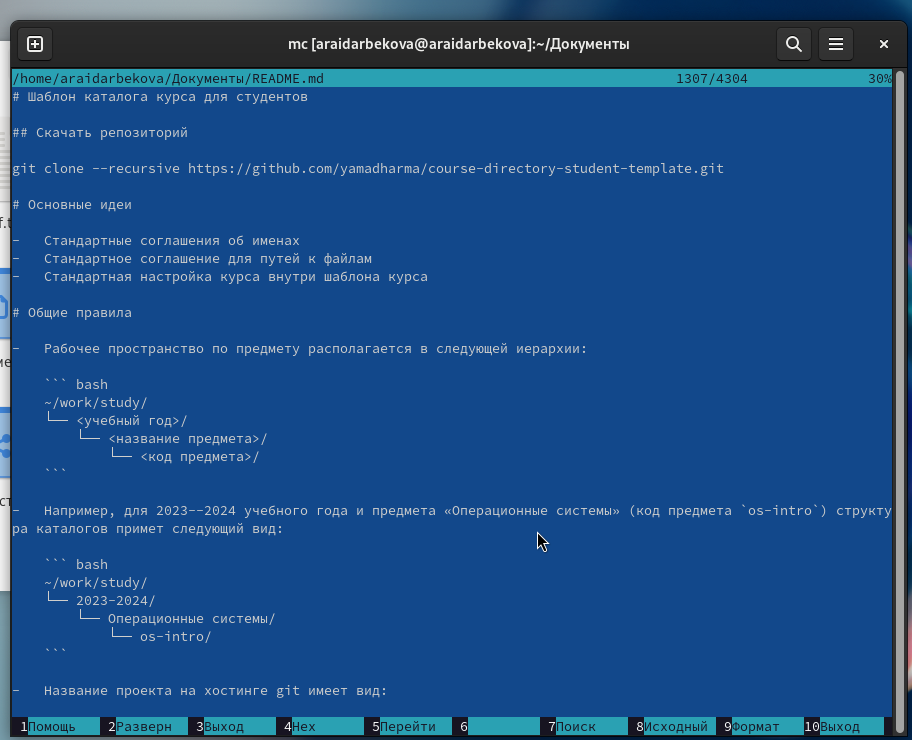 mc [araidarbekova@araidarbekova]:~/Документы
/home/araidarbekova/Документы/README.md 1307/4304 30%
# Шаблон каталога курса для студентов
## Скачать репозиторий
git clone --recursive https://github.com/yamadharma/course-directory-student-template.git
# Основные идеи
-   Стандартные соглашения об именах
-   Стандартное соглашение для путей к файлам
-   Стандартная настройка курса внутри шаблона курса
# Общие правила
-   Рабочее пространство по предмету располагается в следующей иерархии:
    ``` bash
    ~/work/study/
    └── <учебный год>/
        └── <название предмета>/
            └── <код предмета>/
    ```
-   Например, для 2023--2024 учебного года и предмета «Операционные системы» (код предмета `os-intro`) структу
ра каталогов примет следующий вид:
    ``` bash
    ~/work/study/
    └── 2023-2024/
        └── Операционные системы/
            └── os-intro/
    ```
-   Название проекта на хостинге git имеет вид:
1Помощь 2Разверн 3Выход 4Hex 5Перейти 6 7Поиск 8Исходный 9Формат 10Выход